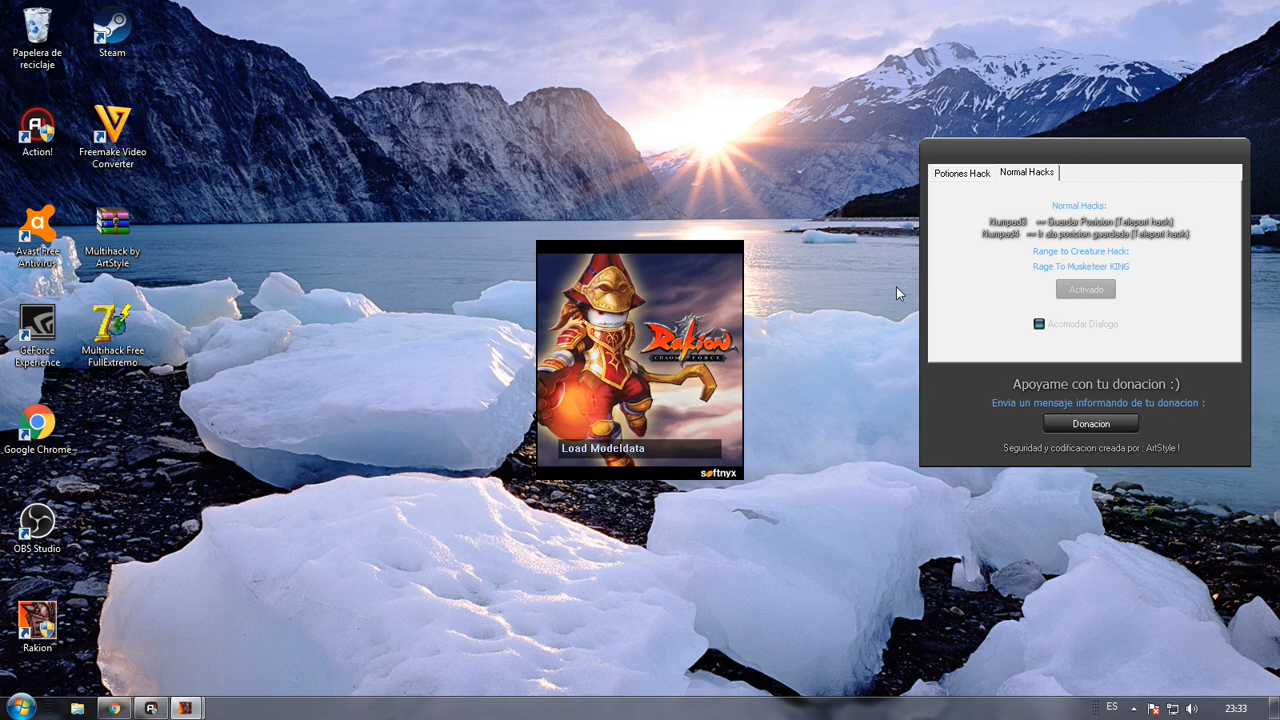 Papelera de
reciclaje
Steam
Action!
Freemake Video
Converter
Avast Free
Antivirus
Multihack by
ArtStyle
GeForce
Experience
Multihack Free
FullExtremo
Google Chrome
OBS Studio
Rakion
Rakion
CHAOS FORCE
Load Modeldata
softnyx
Potiones Hack
Normal Hacks
Normal Hacks:
Numpad3 == Guardar Posicion (Teleport hack)
Numpad4 == Ir ala posicion guardada (Teleport hack)
Range to Creature Hack:
Rage To Musketeer KING
Activado
Acomodar Dialogo
Apoyame con tu donacion :)
Envia un mensaje informando de tu donacion :
Donacion
Seguridad y codificacion creada por : ArtStyle !
ES
23:33